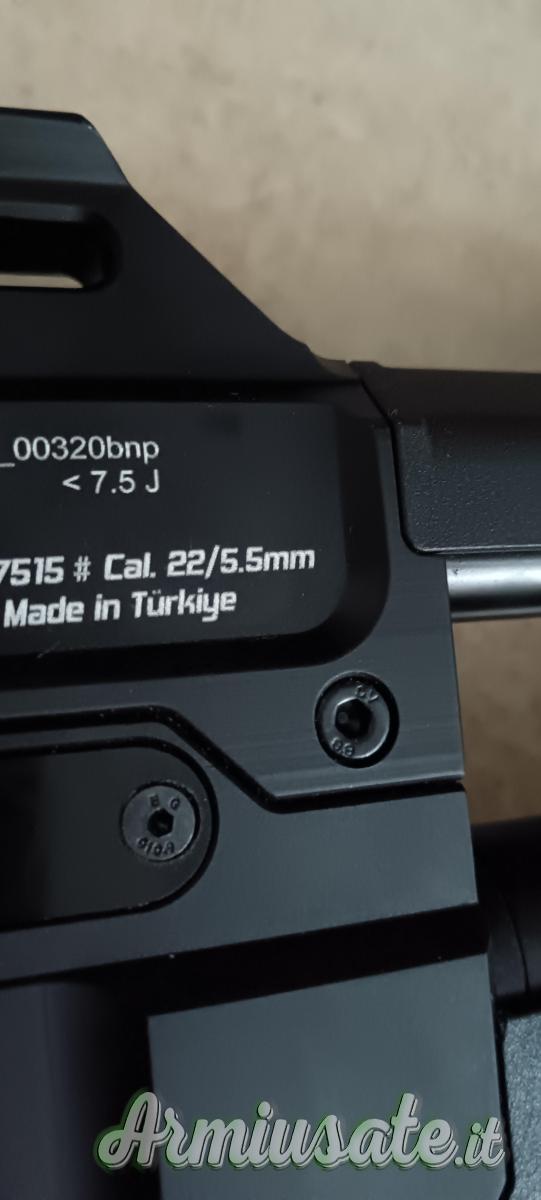 _00320bnp
< 7.5 J
7515 # Cal. 22/5.5mm
Made in Türkiye
Armiusate.it